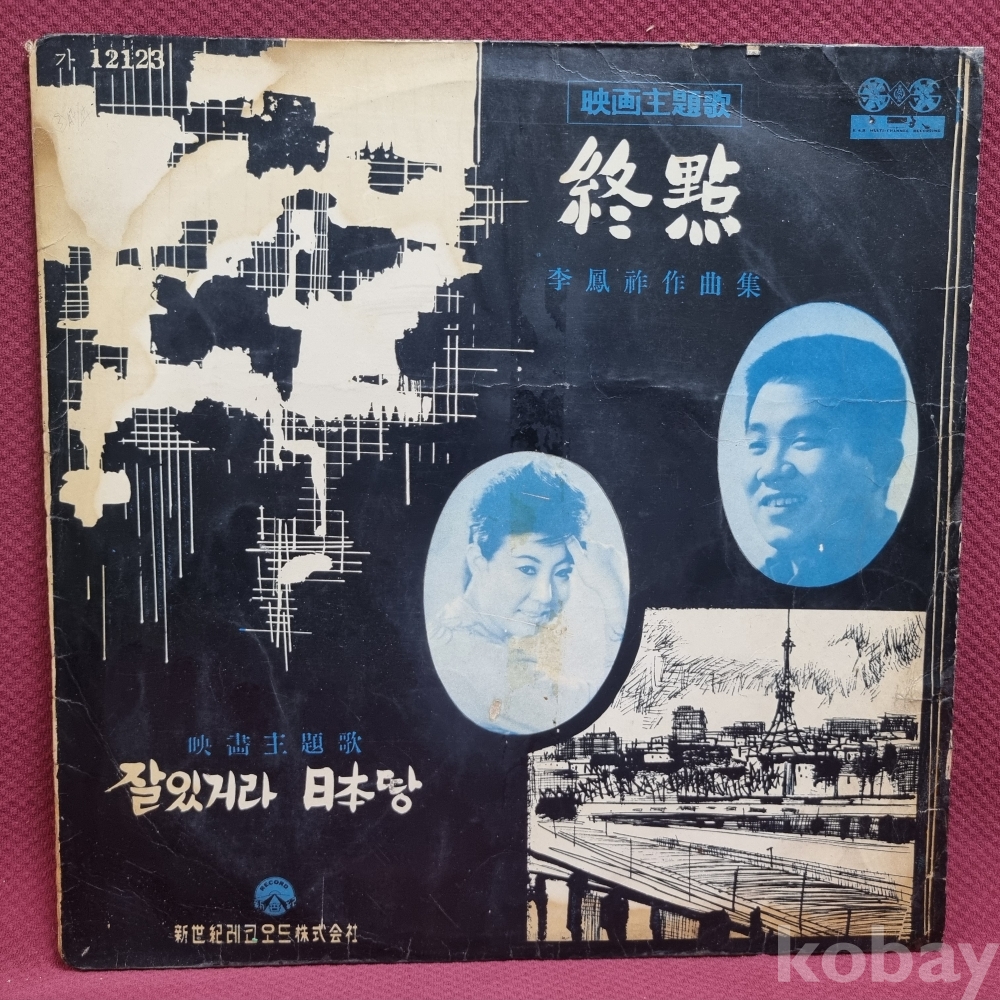 가 12123
映画主題歌
終點
李鳳祚作曲集
映畵主題歌
잘있거라 日本땅
RECORD
新世紀레코오드株式会社
kobay